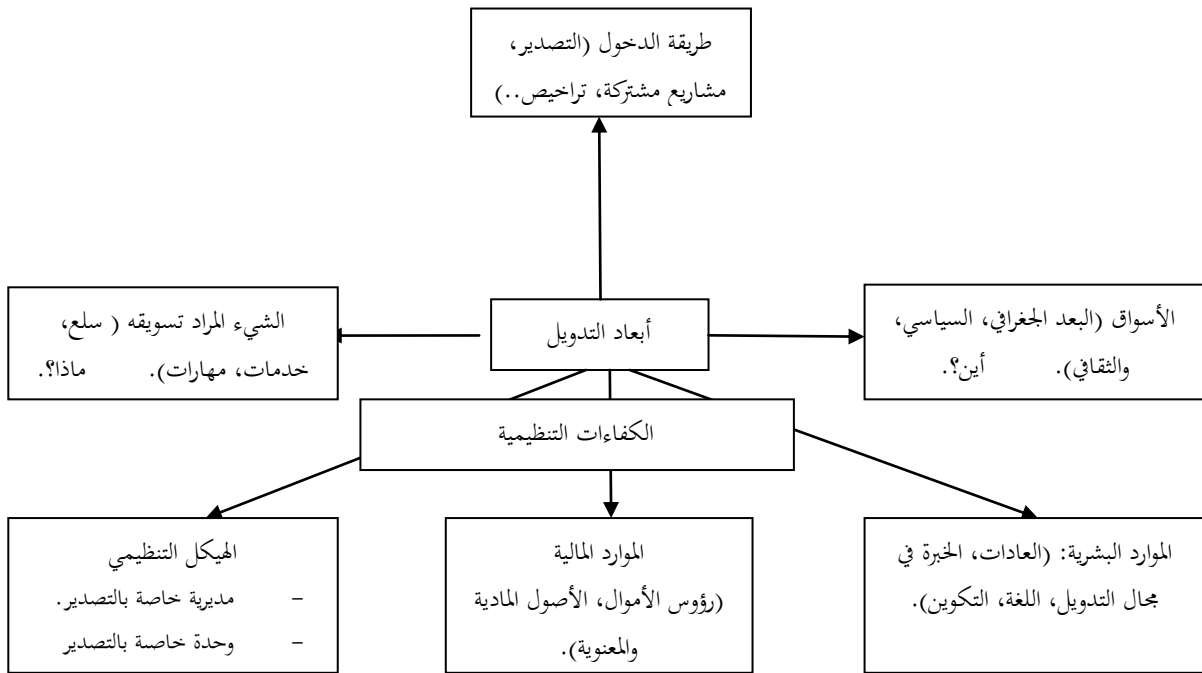 طريقة الدخول (التصدير،
مشاريع مشتركة، تراخيص..)
الأسواق (البعد الجغرافي، السياسي،
والثقافي). أين؟.
أبعاد التدويل
الشيء المراد تسويقه ( سلع،
خدمات، مهارات). ماذا؟.
الكفاءات التنظيمية
الموارد البشرية: (العادات، الخبرة في
مجال التدويل، اللغة، التكوين).
الموارد المالية
(رؤوس الأموال، الأصول المادية
والمعنوية).
الهيكل التنظيمي
- مديرية خاصة بالتصدير.
- وحدة خاصة بالتصدير